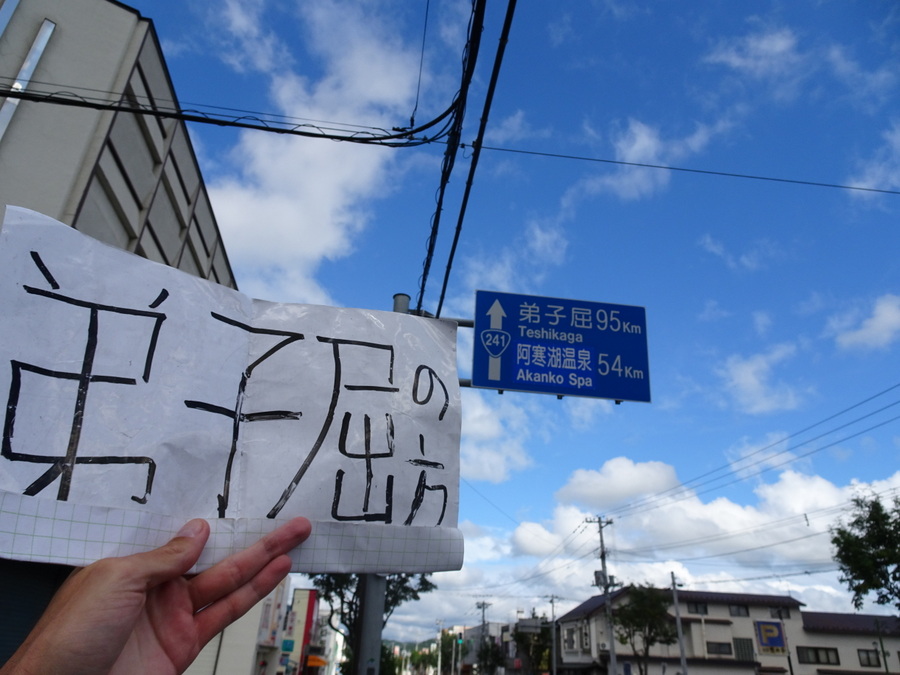 弟子屈の方
弟子屈 95Km
Teshikaga
241
阿寒湖温泉 54Km
Akanko Spa
P